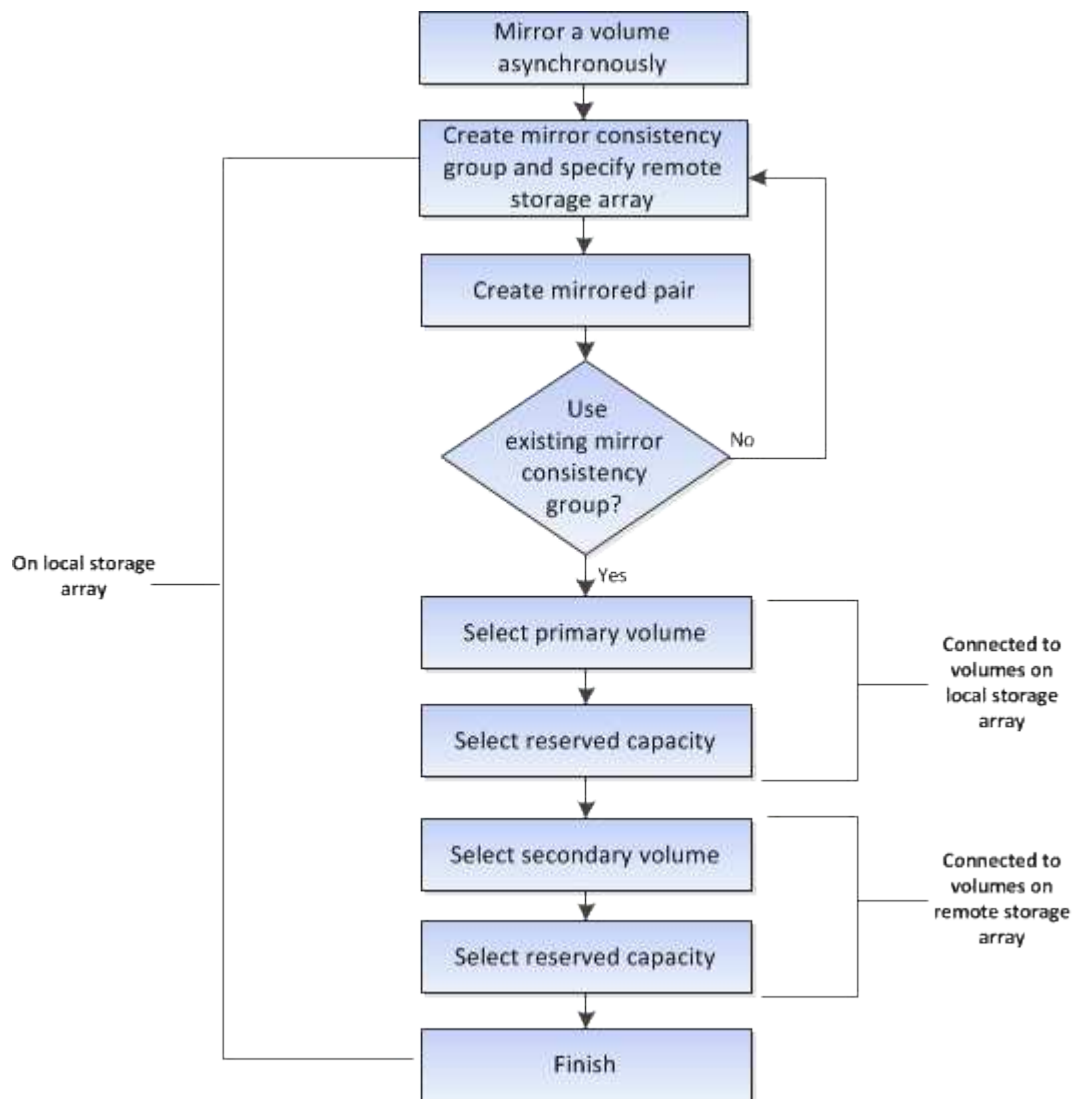 Mirror a volume
asynchronously
Create mirror consistency
group and specify remote
storage array
Create mirrored pair
Use
existing mirror
consistency
group?
No
Yes
On local storage
array
Select primary volume
Select reserved capacity
Connected to
volumes on
local storage
array
Select secondary volume
Select reserved capacity
Connected to
volumes on
remote storage
array
Finish